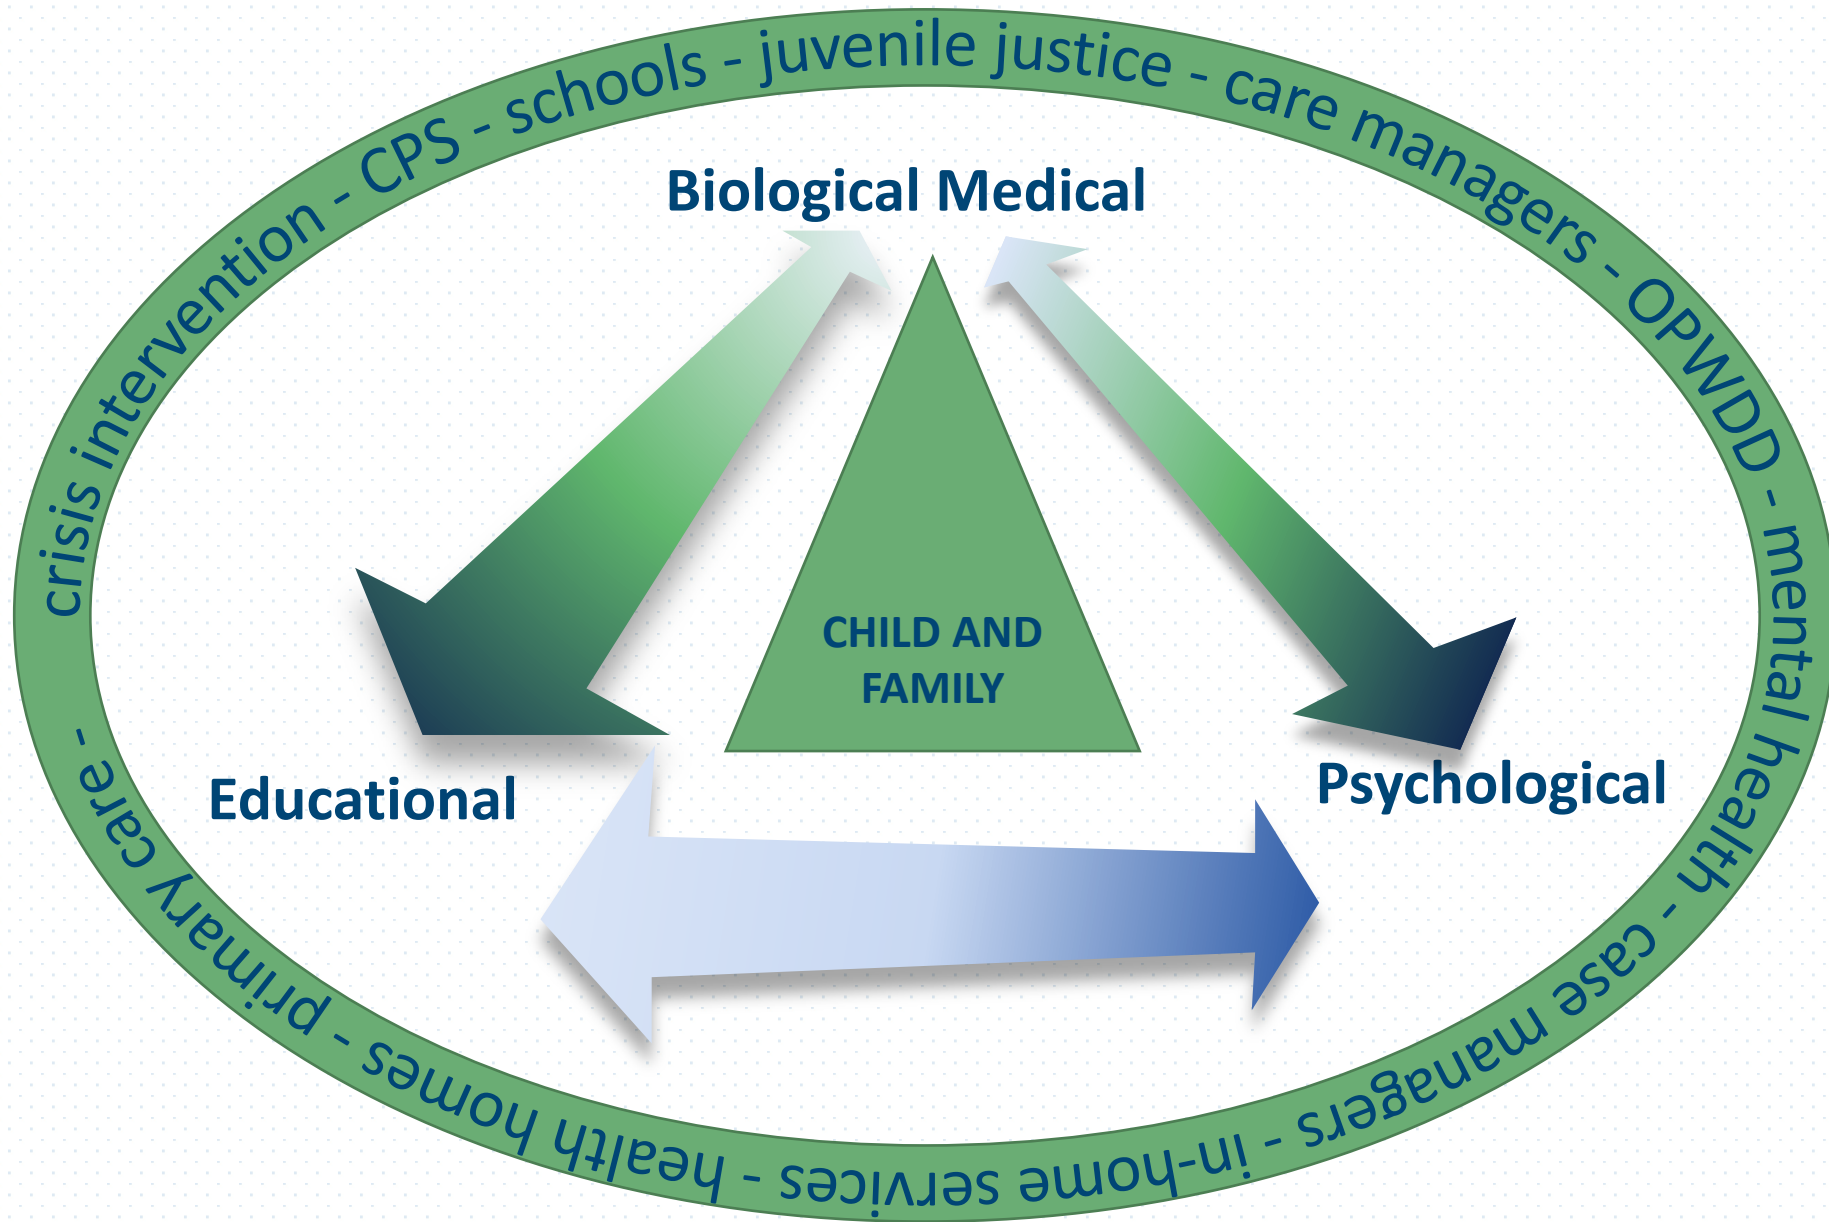 crisis intervention - CPS - schools - juvenile justice - care managers - OPWDD - mental health - case managers - in-home services - health homes - primary care -
Biological Medical
CHILD AND
FAMILY
Educational
Psychological